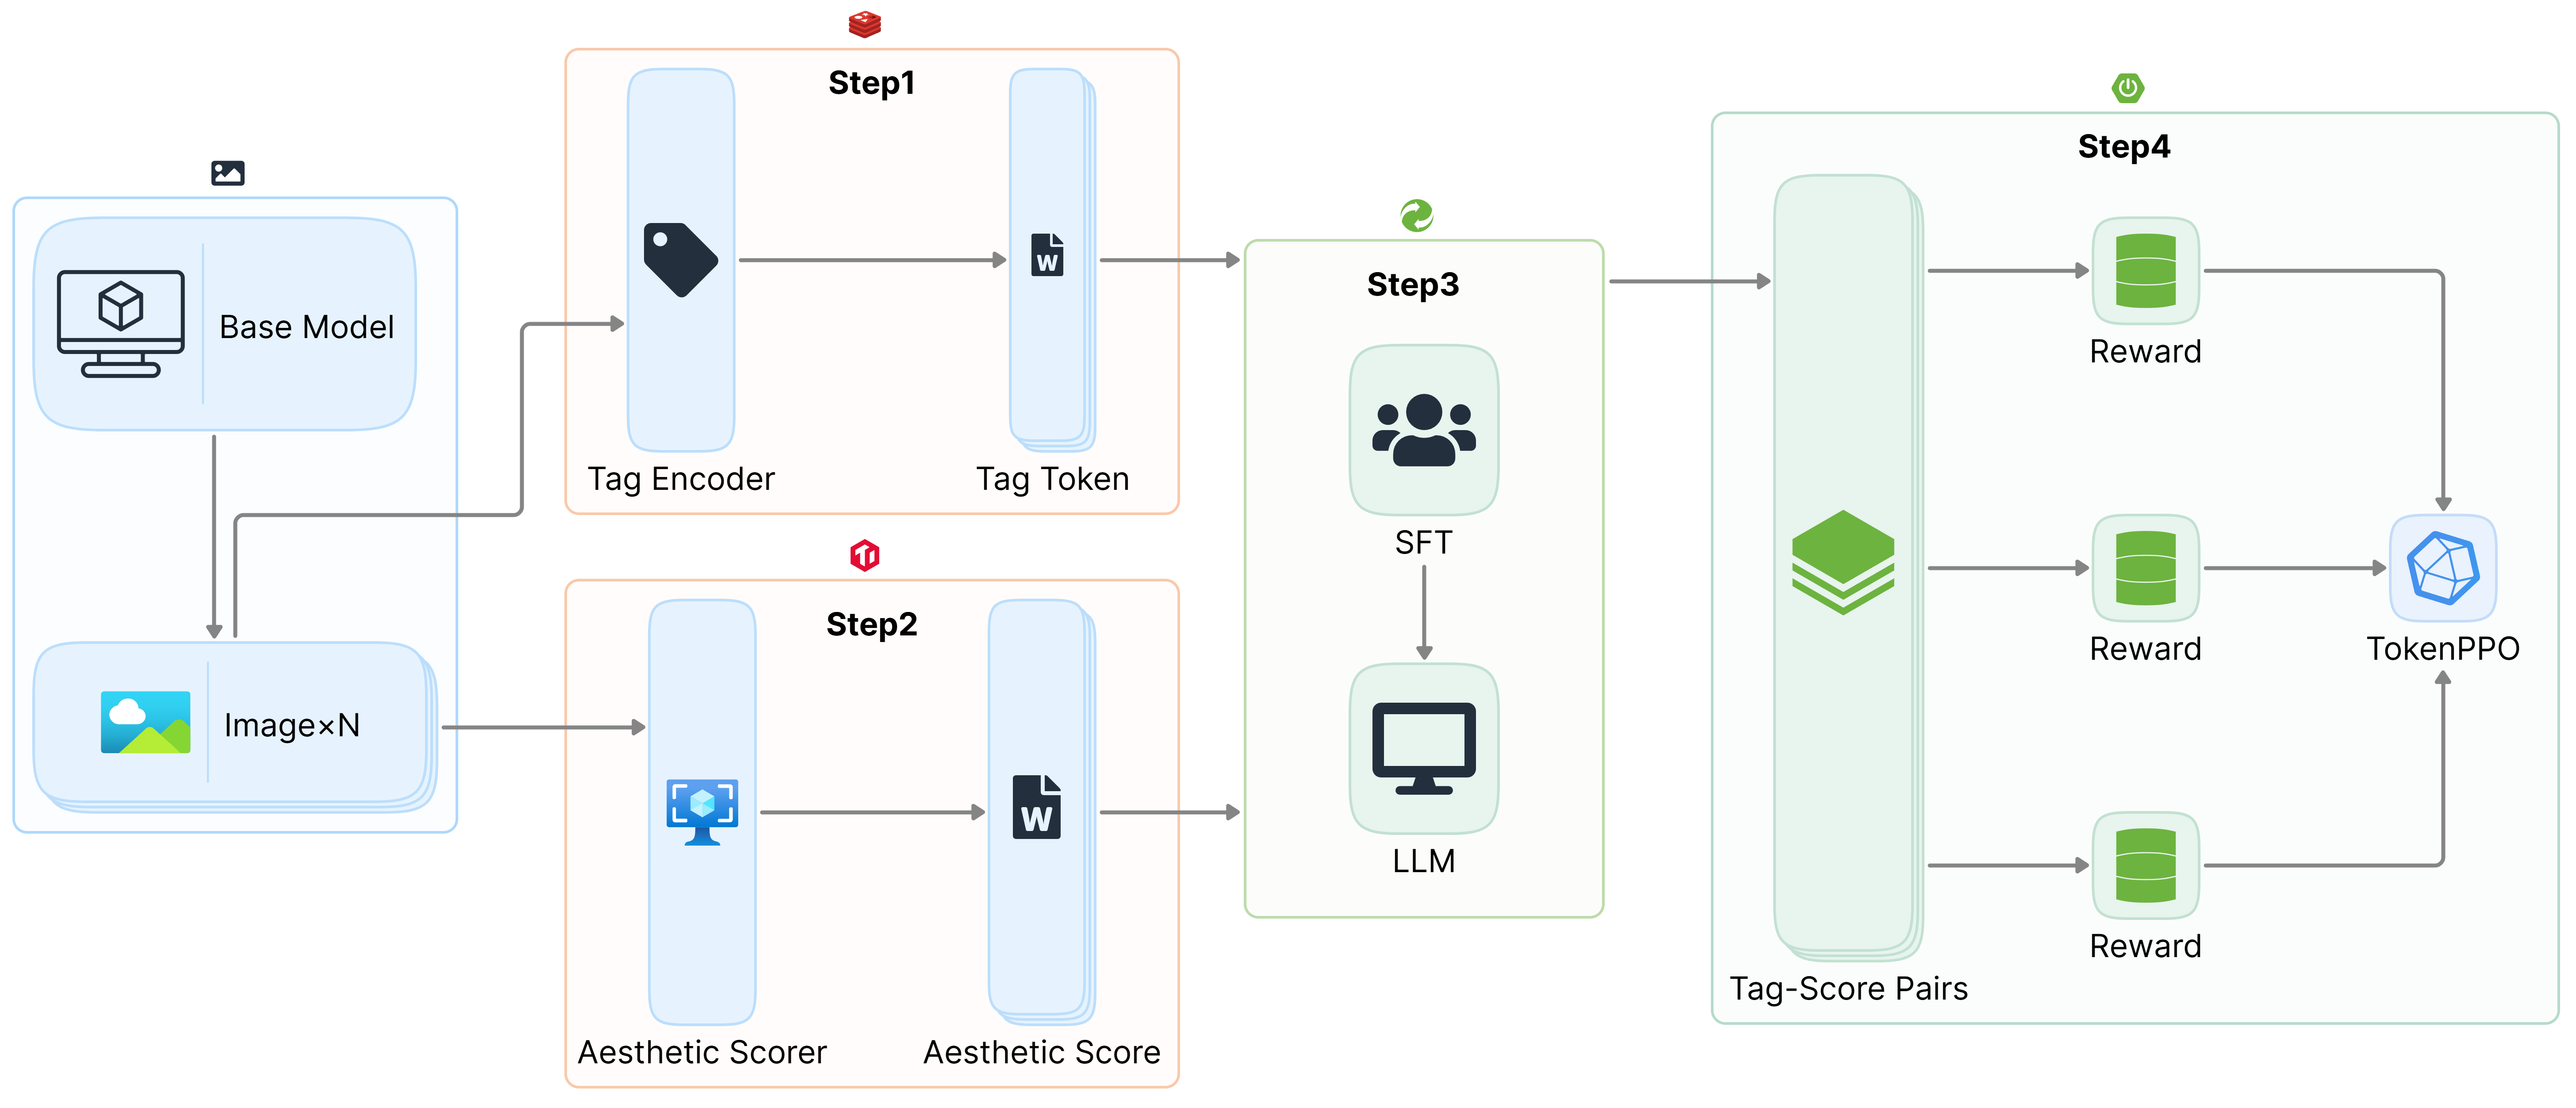 Base Model
Image×N
Step1
Tag Encoder
W
Tag Token
Step2
Aesthetic Scorer
W
Aesthetic Score
Step3
SFT
LLM
Step4
Tag-Score Pairs
Reward
Reward
Reward
TokenPPO